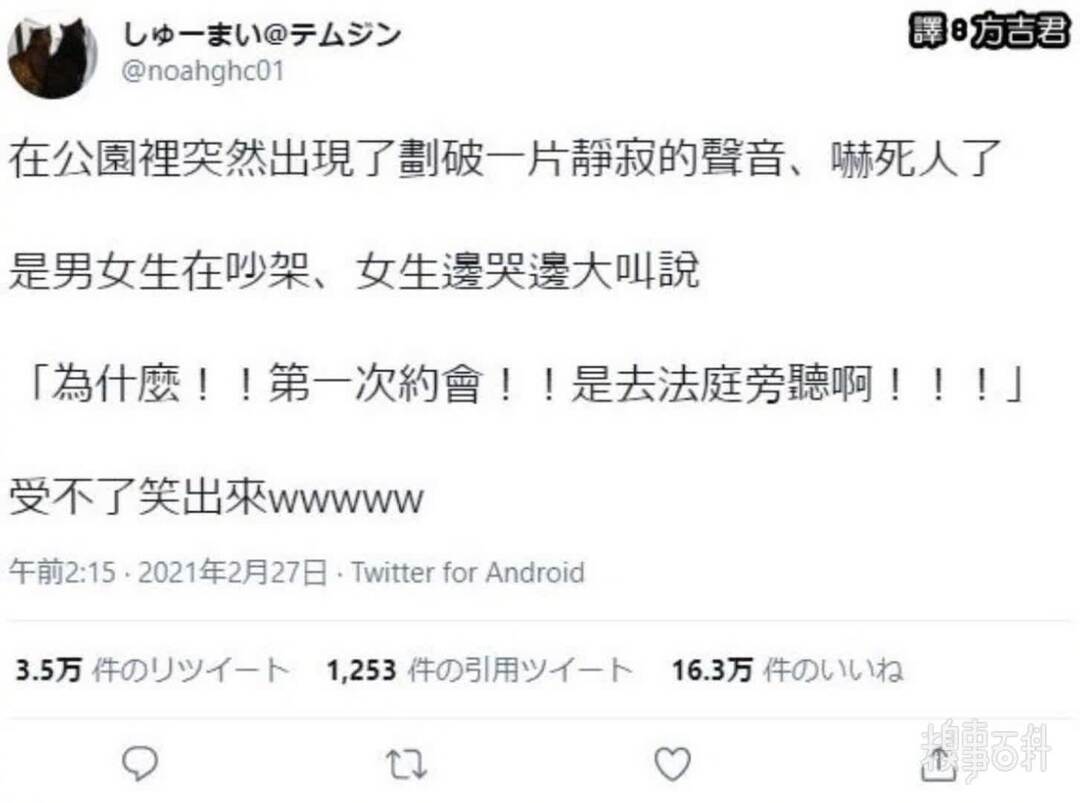 しゅーまい@テムジン
譯:方吉君
@noahghc01
在公園裡突然出現了劃破一片靜寂的聲音、嚇死人了
是男女生在吵架、女生邊哭邊大叫說
「為什麼！！第一次約會！！是去法庭旁聽啊！！！」
受不了笑出來wwwww
午前2:15 · 2021年2月27日 · Twitter for Android
3.5万 件のリツイート 1,253 件の引用ツイート 16.3万 件のいいね
糗事百科